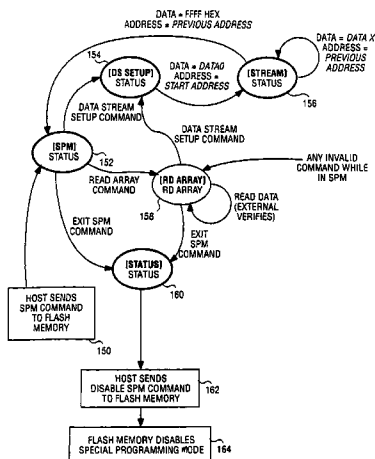 DATA = FFFF HEX
ADDRESS = PREVIOUS ADDRESS
154
[DS SETUP]
STATUS
DATA = DATA0
ADDRESS =
START ADDRESS
[STREAM]
STATUS
156
DATA = DATA X
ADDRESS =
PREVIOUS
ADDRESS
DATA STREAM
SETUP COMMAND
[SPM]
STATUS
152
DATA STREAM
SETUP COMMAND
READ ARRAY
COMMAND
[RD ARRAY]
RD ARRAY
158
ANY INVALID
COMMAND WHILE
IN SPM
READ DATA
(EXTERNAL
VERIFIES)
EXIT SPM
COMMAND
EXIT
SPM
COMMAND
[STATUS]
STATUS
160
HOST SENDS
SPM COMMAND
TO FLASH
MEMORY
150
HOST SENDS
DISABLE SPM COMMAND
TO FLASH MEMORY
162
FLASH MEMORY DISABLES
SPECIAL PROGRAMMING MODE
164